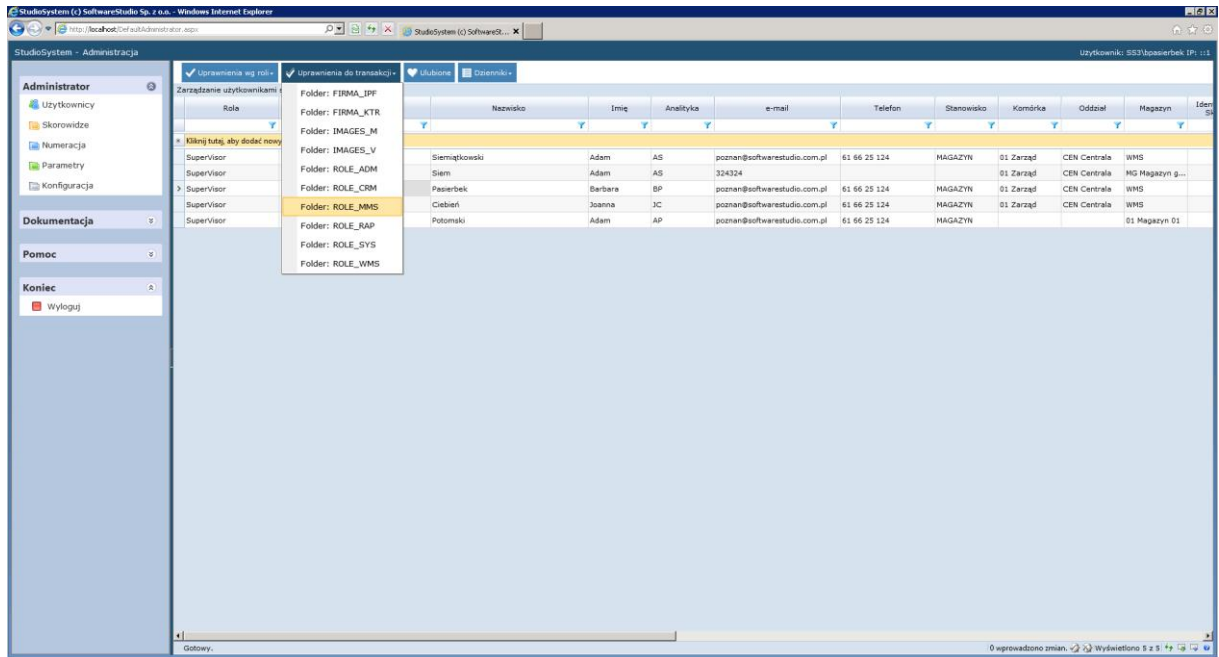 StudioSystem (c) SoftwareStudio Sp. z o.o. - Windows Internet Explorer
http://localhost/DefaultAdministrator.aspx
StudioSystem (c) SoftwareSt...
StudioSystem - Administracja
Użytkownik: SS3\bpasierbek IP: ::1
Uprawnienia wg roli
Uprawnienia do transakcji
Ulubione
Dzienniki
Administrator
Użytkownicy
Skorowidze
Numeracja
Parametry
Konfiguracja
Dokumentacja
Pomoc
Koniec
Wyloguj
Zarządzanie użytkownikami
Folder: FIRMA_IPF
Folder: FIRMA_KTR
Folder: IMAGES_M
Folder: IMAGES_V
Folder: ROLE_ADM
Folder: ROLE_CRM
Folder: ROLE_MMS
Folder: ROLE_RAP
Folder: ROLE_SYS
Folder: ROLE_WMS
Rola Nazwisko Imię Analityka e-mail Telefon Stanowisko Komórka Oddział Magazyn
Kliknij tutaj, aby dodać nowy
SuperVisor Siemiątkowski Adam AS poznan@softwarestudio.com.pl 61 66 25 124 MAGAZYN 01 Zarząd CEN Centrala WMS
SuperVisor Siem Adam AS 324324 01 Zarząd CEN Centrala MG Magazyn g...
SuperVisor Pasierbek Barbara BP poznan@softwarestudio.com.pl 61 66 25 124 MAGAZYN 01 Zarząd CEN Centrala WMS
SuperVisor Ciebień Joanna JC poznan@softwarestudio.com.pl 61 66 25 124 MAGAZYN 01 Zarząd CEN Centrala WMS
SuperVisor Potomski Adam AP poznan@softwarestudio.com.pl 61 66 25 124 MAGAZYN 01 Magazyn 01
Gotowy.
0 wprowadzono zmian.
Wyświetlono 5 z 5